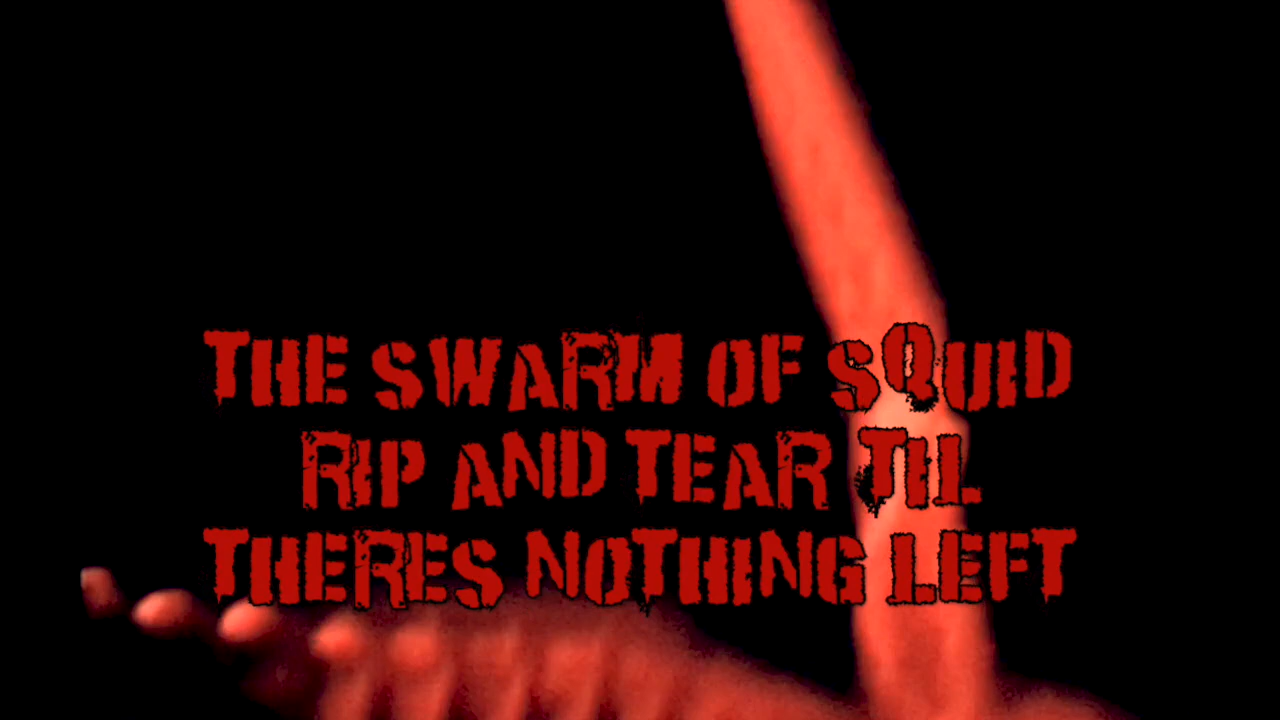 THE SWARM OF SQUID
RIP AND TEAR TIL
THERES NOTHING LEFT